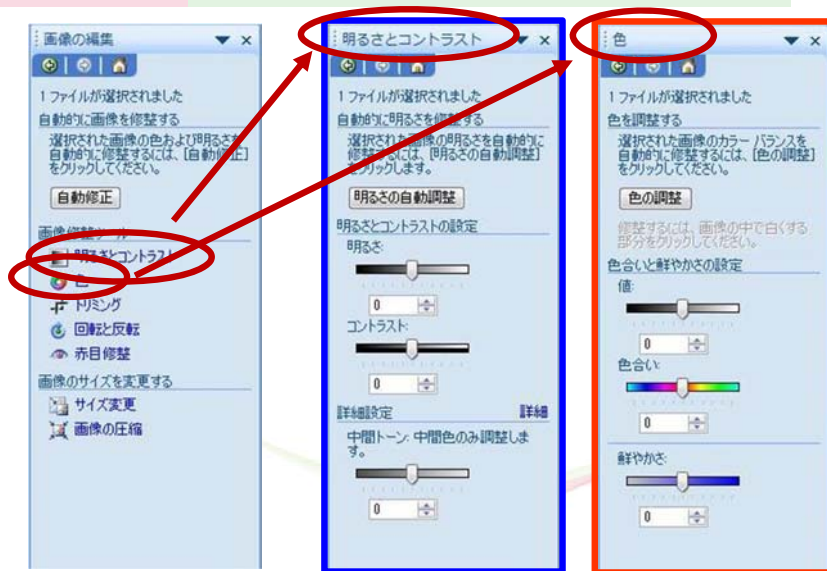 画像の編集
1 ファイルが選択されました
自動的に画像を修整する
選択された画像の色および明るさを
自動的に修整するには、[自動修正]
をクリックしてください。
自動修正
画像修整ツール
明るさとコントラスト
色
トリミング
回転と反転
赤目修整
画像のサイズを変更する
サイズ変更
画像の圧縮
明るさとコントラスト
1 ファイルが選択されました
自動的に明るさを修整する
選択された画像の明るさを自動的に
修整するには、[明るさの自動調整]
をクリックします。
明るさの自動調整
明るさとコントラストの設定
明るさ:
0
コントラスト:
0
詳細設定 詳細
中間トーン: 中間色のみ調整しま
す。
0
色
1 ファイルが選択されました
色を調整する
選択された画像のカラー バランスを
自動的に修整するには、[色の調整]
をクリックしてください。
色の調整
修整するには、画像の中で白くする
部分をクリックしてください。
色合いと鮮やかさの設定
値:
0
色合い:
0
鮮やかさ:
0